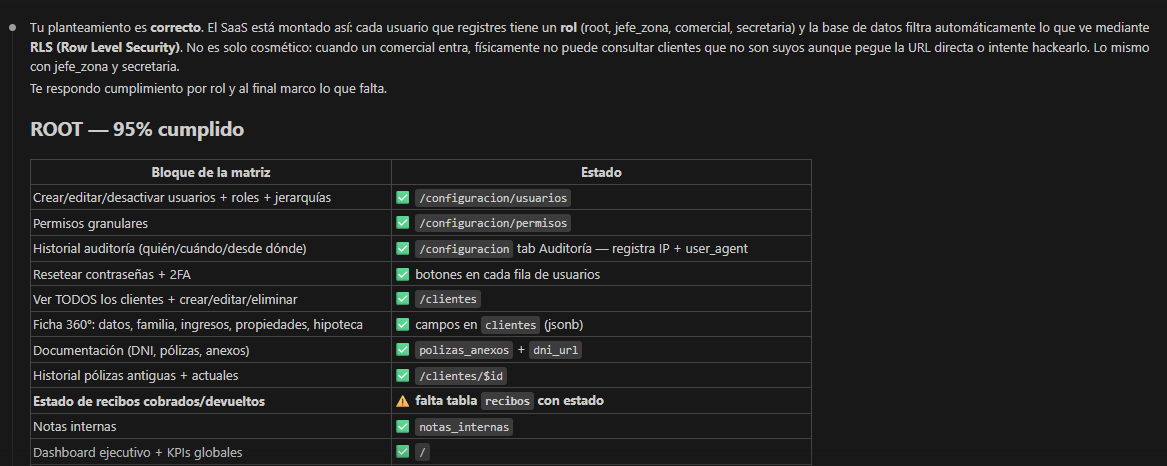 Tu planteamiento es correcto. El SaaS está montado así: cada usuario que registres tiene un rol (root, jefe_zona, comercial, secretaria) y la base de datos filtra automáticamente lo que ve mediante
RLS (Row Level Security). No es solo cosmético: cuando un comercial entra, físicamente no puede consultar clientes que no son suyos aunque pegue la URL directa o intente hackearlo. Lo mismo
con jefe_zona y secretaria.
Te respondo cumplimiento por rol y al final marco lo que falta.
ROOT — 95% cumplido
Bloque de la matriz Estado
Crear/editar/desactivar usuarios + roles + jerarquías ✅ /configuracion/usuarios
Permisos granulares ✅ /configuracion/permisos
Historial auditoría (quién/cuándo/desde dónde) ✅ /configuracion tab Auditoría — registra IP + user_agent
Resetear contraseñas + 2FA ✅ botones en cada fila de usuarios
Ver TODOS los clientes + crear/editar/eliminar ✅ /clientes
Ficha 360°: datos, familia, ingresos, propiedades, hipoteca ✅ campos en clientes (jsonb)
Documentación (DNI, pólizas, anexos) ✅ polizas_anexos + dni_url
Historial pólizas antiguas + actuales ✅ /clientes/$id
Estado de recibos cobrados/devueltos ⚠️ falta tabla recibos con estado
Notas internas ✅ notas_internas
Dashboard ejecutivo + KPIs globales ✅ /